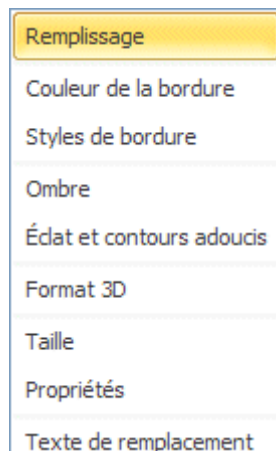 Remplissage
Couleur de la bordure
Styles de bordure
Ombre
Éclat et contours adoucis
Format 3D
Taille
Propriétés
Texte de remplacement